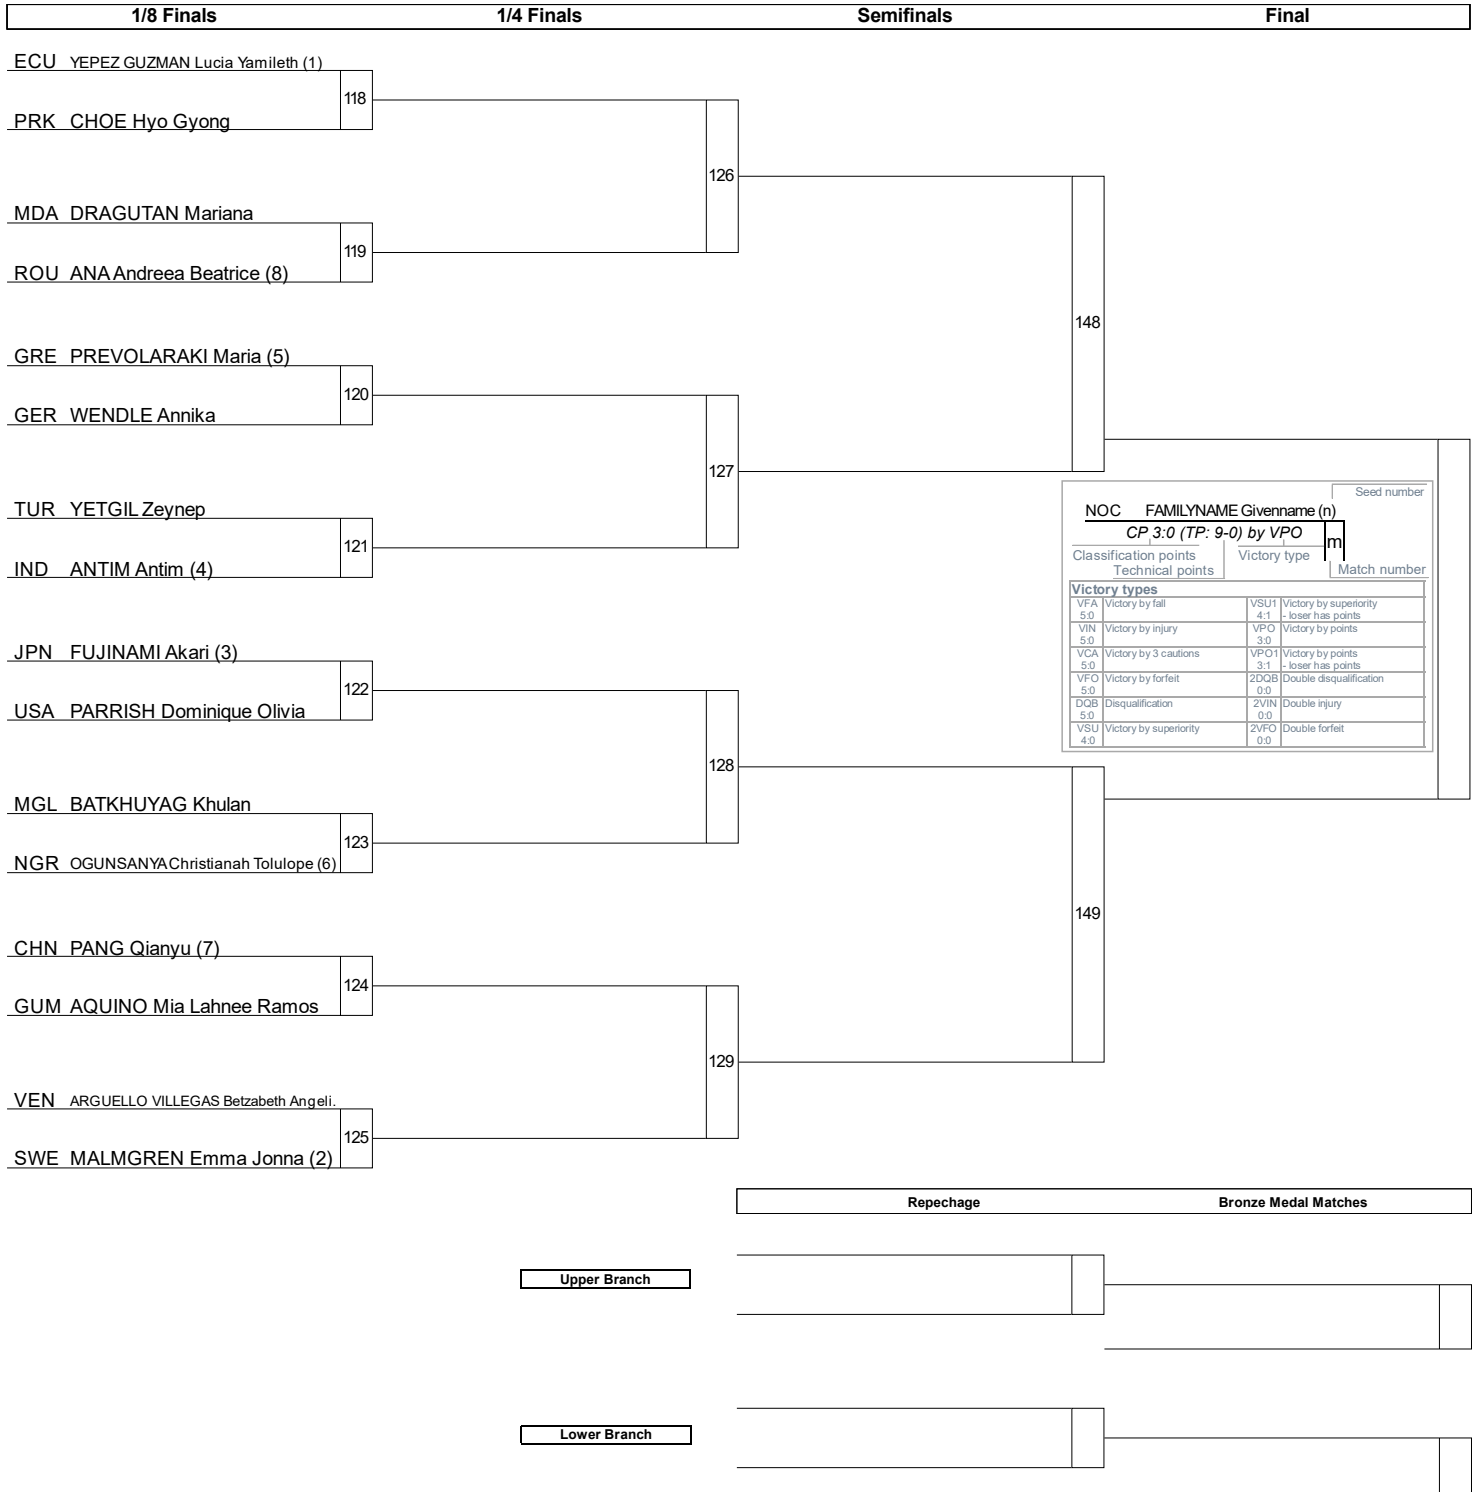 1/8 Finals 1/4 Finals Semifinals Final
ECU YEPEZ GUZMAN Lucia Yamileth (1)
118
PRK CHOE Hyo Gyong
126
MDA DRAGUTAN Mariana
119
ROU ANA Andreea Beatrice (8)
148
GRE PREVOLARAKI Maria (5)
120
GER WENDLE Annika
127
TUR YETGIL Zeynep
121
IND ANTIM Antim (4)
Seed number
NOC FAMILYNAME Givenname (n)
CP 3:0 (TP: 9-0) by VPO
m
Classification points Victory type
Technical points Match number
Victory types
VFA Victory by fall VSU1 Victory by superiority
5:0 4:1 - loser has points
VIN Victory by injury VPO Victory by points
5:0 3:0
VCA Victory by 3 cautions VPO1 Victory by points
5:0 3:1 - loser has points
VFO Victory by forfeit 2DQB Double disqualification
5:0 0:0
DQB Disqualification 2VIN Double injury
5:0 0:0
VSU Victory by superiority 2VFO Double forfeit
4:0 0:0
JPN FUJINAMI Akari (3)
122
USA PARRISH Dominique Olivia
128
MGL BATKHUYAG Khulan
123
NGR OGUNSANYA Christianah Tolulope (6)
149
CHN PANG Qianyu (7)
124
GUM AQUINO Mia Lahnee Ramos
129
VEN ARGUELLO VILLEGAS Betzabeth Angeli.
125
SWE MALMGREN Emma Jonna (2)
Repechage Bronze Medal Matches
Upper Branch
Lower Branch